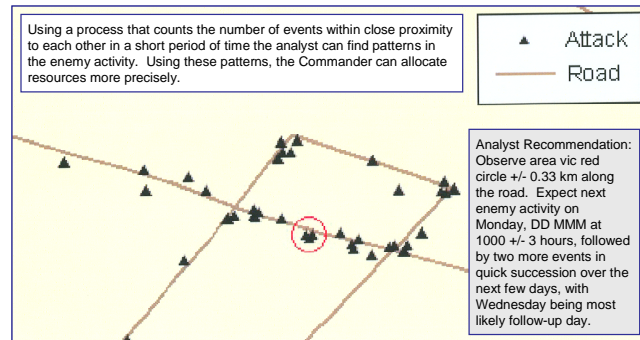 Using a process that counts the number of events within close proximity
to each other in a short period of time the analyst can find patterns in
the enemy activity.  Using these patterns, the Commander can allocate
resources more precisely.
Attack
Road
Analyst Recommendation:
Observe area vic red
circle +/- 0.33 km along
the road.  Expect next
enemy activity on
Monday, DD MMM at
1000 +/- 3 hours, followed
by two more events in
quick succession over the
next few days, with
Wednesday being most
likely follow-up day.